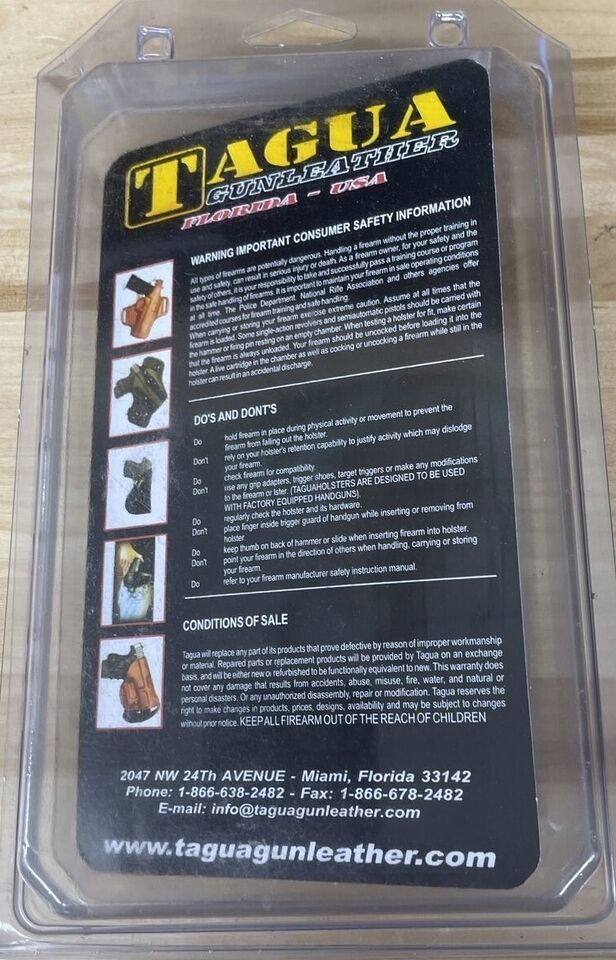 TAGUA
GUNLEATHER
FLORIDA - USA
WARNING IMPORTANT CONSUMER SAFETY INFORMATION
All types of firearms are potentially dangerous. Handling a firearm without the proper training in
use and safety, can result in serious injury or death. As a firearm owner, for your safety and the
safety of others, it is your responsibility to take and successfully pass a training course or program
in the safe handling of firearms. It is important to maintain your firearm in safe operating conditions
at all time. The Police Department, National Rifle Association and others agencies offer
accredited courses for firearm training and safe handling.
When carrying or storing your firearm exercise extreme caution. Assume at all times that the
firearm is loaded. Some single-action revolvers and semiautomatic pistols should be carried with
the hammer or firing pin resting on an empty chamber. When testing a holster for fit, make certain
that the firearm is always unloaded. Your firearm should be uncocked before loading it into the
holster. A live cartridge in the chamber as well as cocking or uncocking a firearm while still in the
holster can result in an accidental discharge.
DO'S AND DONT'S
Do hold firearm in place during physical activity or movement to prevent the
firearm from falling out the holster.
Don't rely on your holster's retention capability to justify activity which may dislodge
your firearm.
Do check firearm for compatibility.
Don't use any grip adapters, trigger shoes, target triggers or make any modifications
to the firearm or lster. (TAGUAHOLSTERS ARE DESIGNED TO BE USED
WITH FACTORY EQUIPPED HANDGUNS).
Do regularly check the holster and its hardware.
Don't place finger inside trigger guard of handgun while inserting or removing from
holster.
Do keep thumb on back of hammer or slide when inserting firearm into holster.
Don't point your firearm in the direction of others when handling, carrying or storing
your firearm.
Do refer to your firearm manufacturer safety instruction manual.
CONDITIONS OF SALE
Tagua will replace any part of its products that prove defective by reason of improper workmanship
or material. Repaired parts or replacement products will be provided by Tagua on an exchange
basis, and will be either new or refurbished to be functionally equivalent to new. This warranty does
not cover any damage that results from accidents, abuse, misuse, fire, water, and natural or
personal disasters. Or any unauthorized disassembly, repair or modification. Tagua reserves the
right to make changes in products, prices, designs, availability and may be subject to changes
without prior notice. KEEP ALL FIREARM OUT OF THE REACH OF CHILDREN
2047 NW 24Th AVENUE - Miami, Florida 33142
Phone: 1-866-638-2482 - Fax: 1-866-678-2482
E-mail: info@taguagunleather.com
www.taguagunleather.com